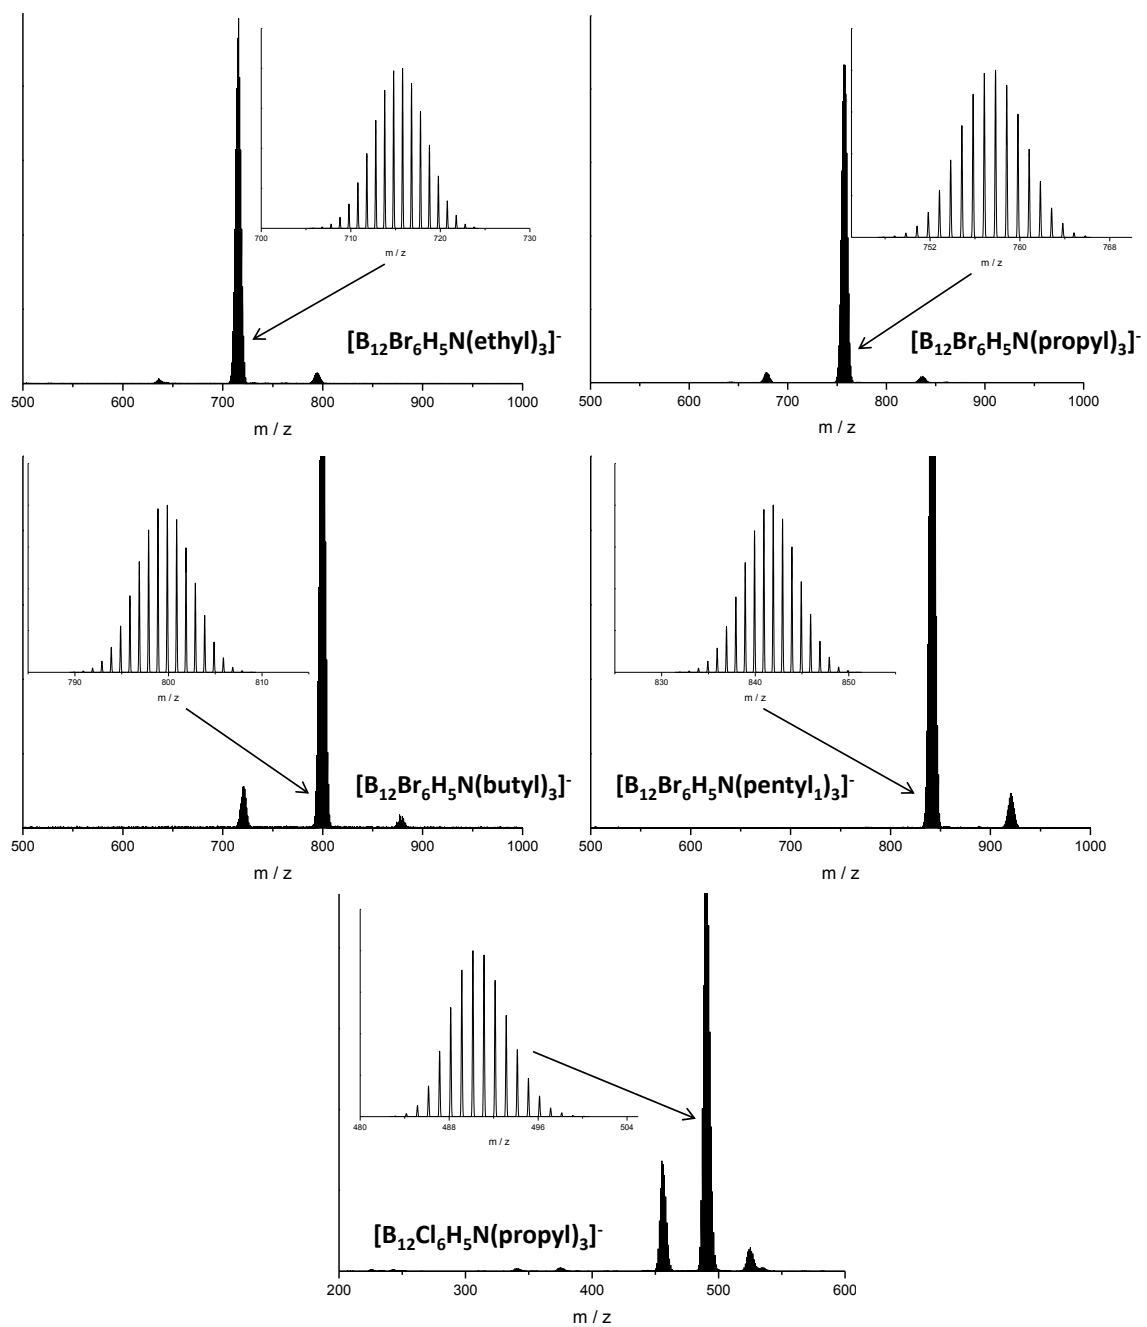 700 710 720 730
m / z
[B₁₂Br₆H₅N(ethyl)₃]⁻
500 600 700 800 900 1000
m / z
752 760 768
m / z
[B₁₂Br₆H₅N(propyl)₃]⁻
500 600 700 800 900 1000
m / z
790 800 810
m / z
[B₁₂Br₆H₅N(butyl)₃]⁻
500 600 700 800 900 1000
m / z
830 840 850
m / z
[B₁₂Br₆H₅N(pentyl₁)₃]⁻
500 600 700 800 900 1000
m / z
480 488 496 504
m / z
[B₁₂Cl₆H₅N(propyl)₃]⁻
200 300 400 500 600
m / z